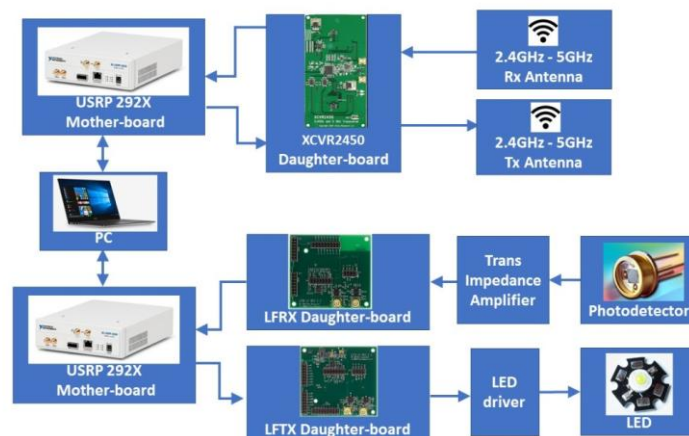 USRP 292X
Mother-board
XCVR2450
Daughter-board
2.4GHz - 5GHz
Rx Antenna
2.4GHz - 5GHz
Tx Antenna
PC
USRP 292X
Mother-board
LFRX Daughter-board
Trans
Impedance
Amplifier
Photodetector
LFTX Daughter-board
LED
driver
LED